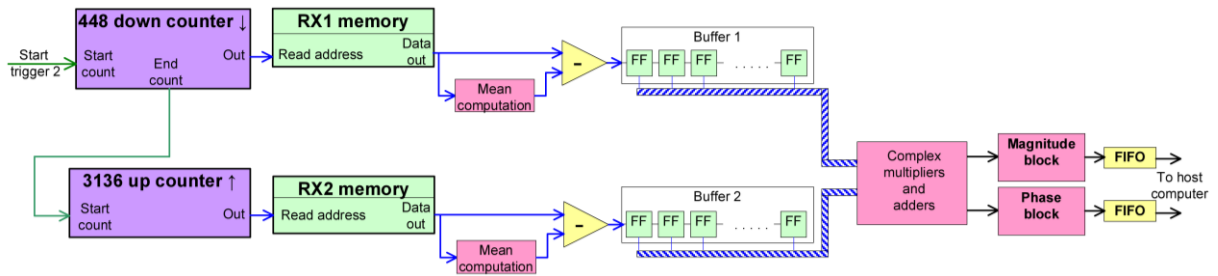 448 down counter ↓
Start
trigger 2
Start
count
End
count
Out
RX1 memory
Read address
Data
out
Mean
computation
-
Buffer 1
FF FF FF . . . . . FF
3136 up counter ↑
Start
count
Out
RX2 memory
Read address
Data
out
Mean
computation
-
Buffer 2
FF FF FF . . . . . FF
Complex
multipliers
and
adders
Magnitude
block
FIFO
Phase
block
FIFO
To host
computer